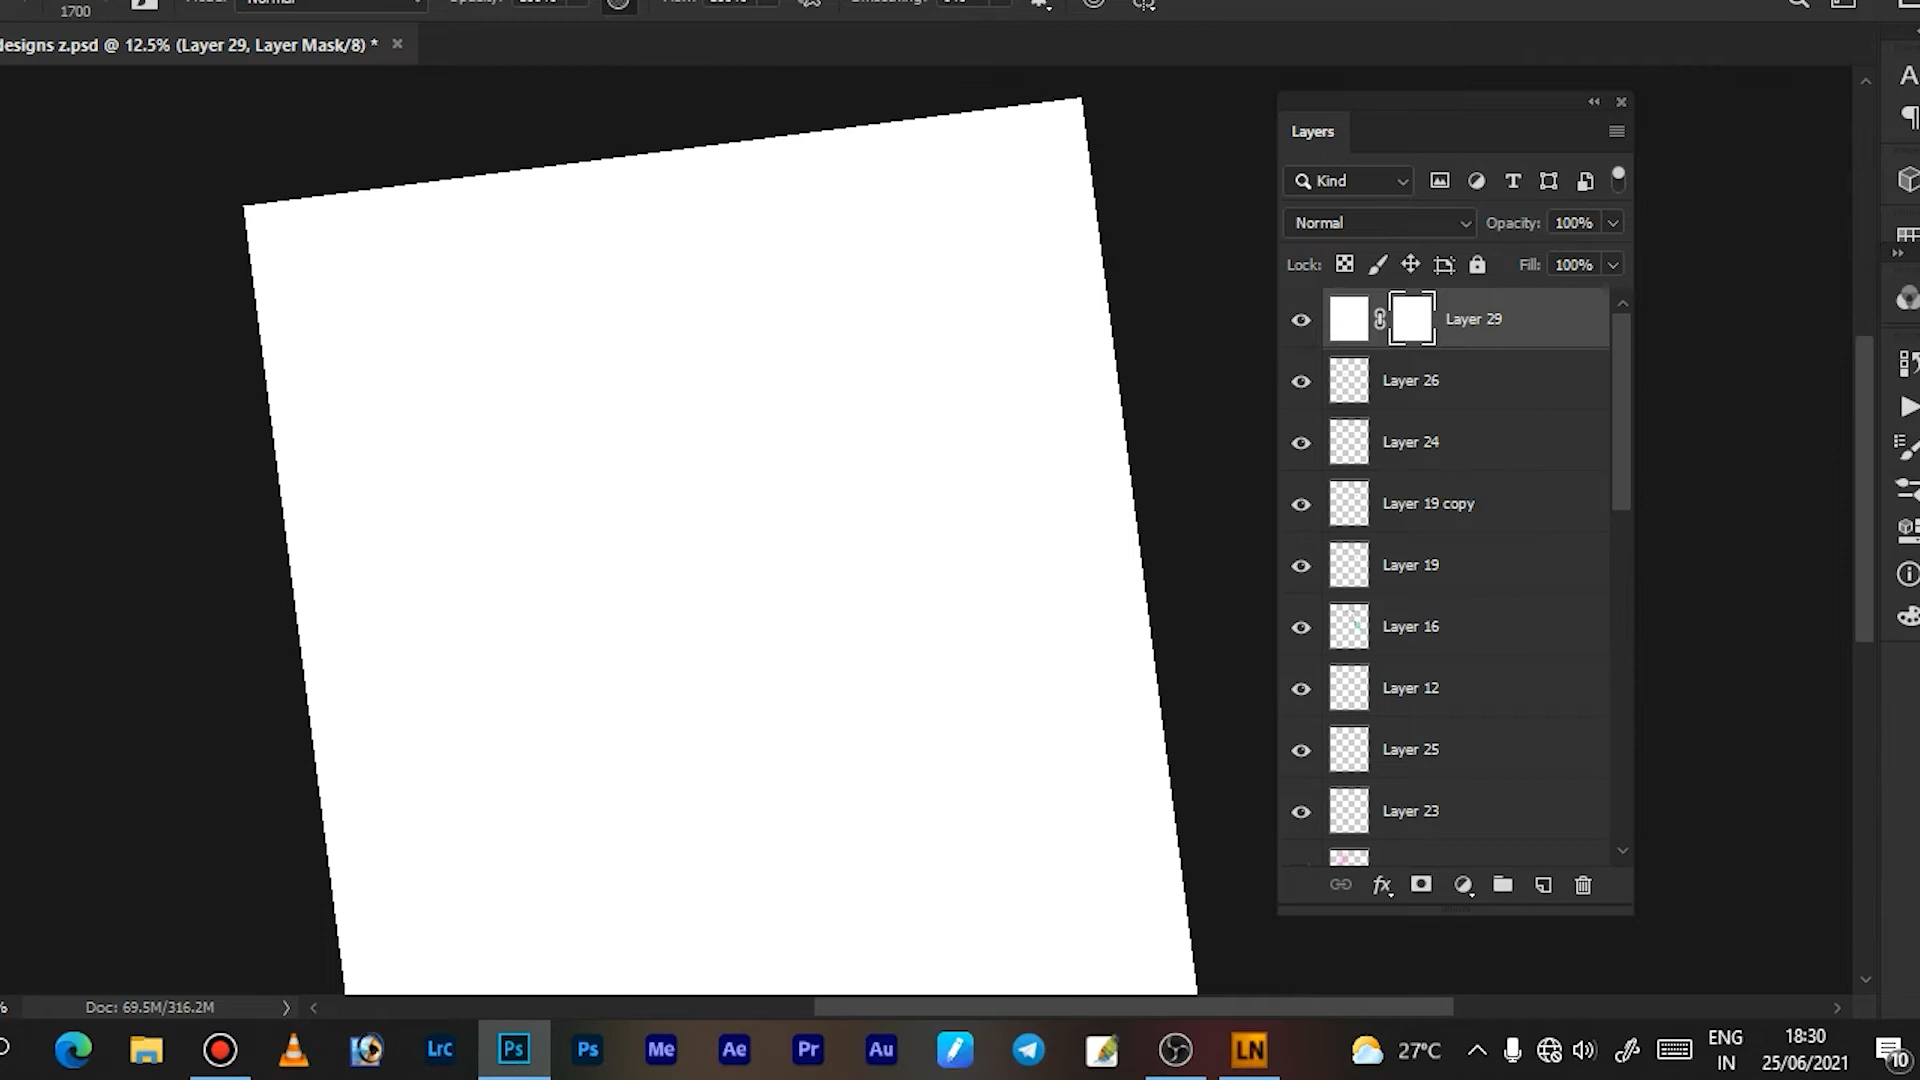 1700
designs z.psd @ 12.5% (Layer 29, Layer Mask/8) *
Layers
Kind
Normal
Opacity: 100%
Lock:
Fill: 100%
Layer 29
Layer 26
Layer 24
Layer 19 copy
Layer 19
Layer 16
Layer 12
Layer 25
Layer 23
fx
Doc: 69.5M/316.2M
Lrc
Ps
Ps
Me
Ae
Pr
Au
LN
27°C
ENG
IN
18:30
25/06/2021
10